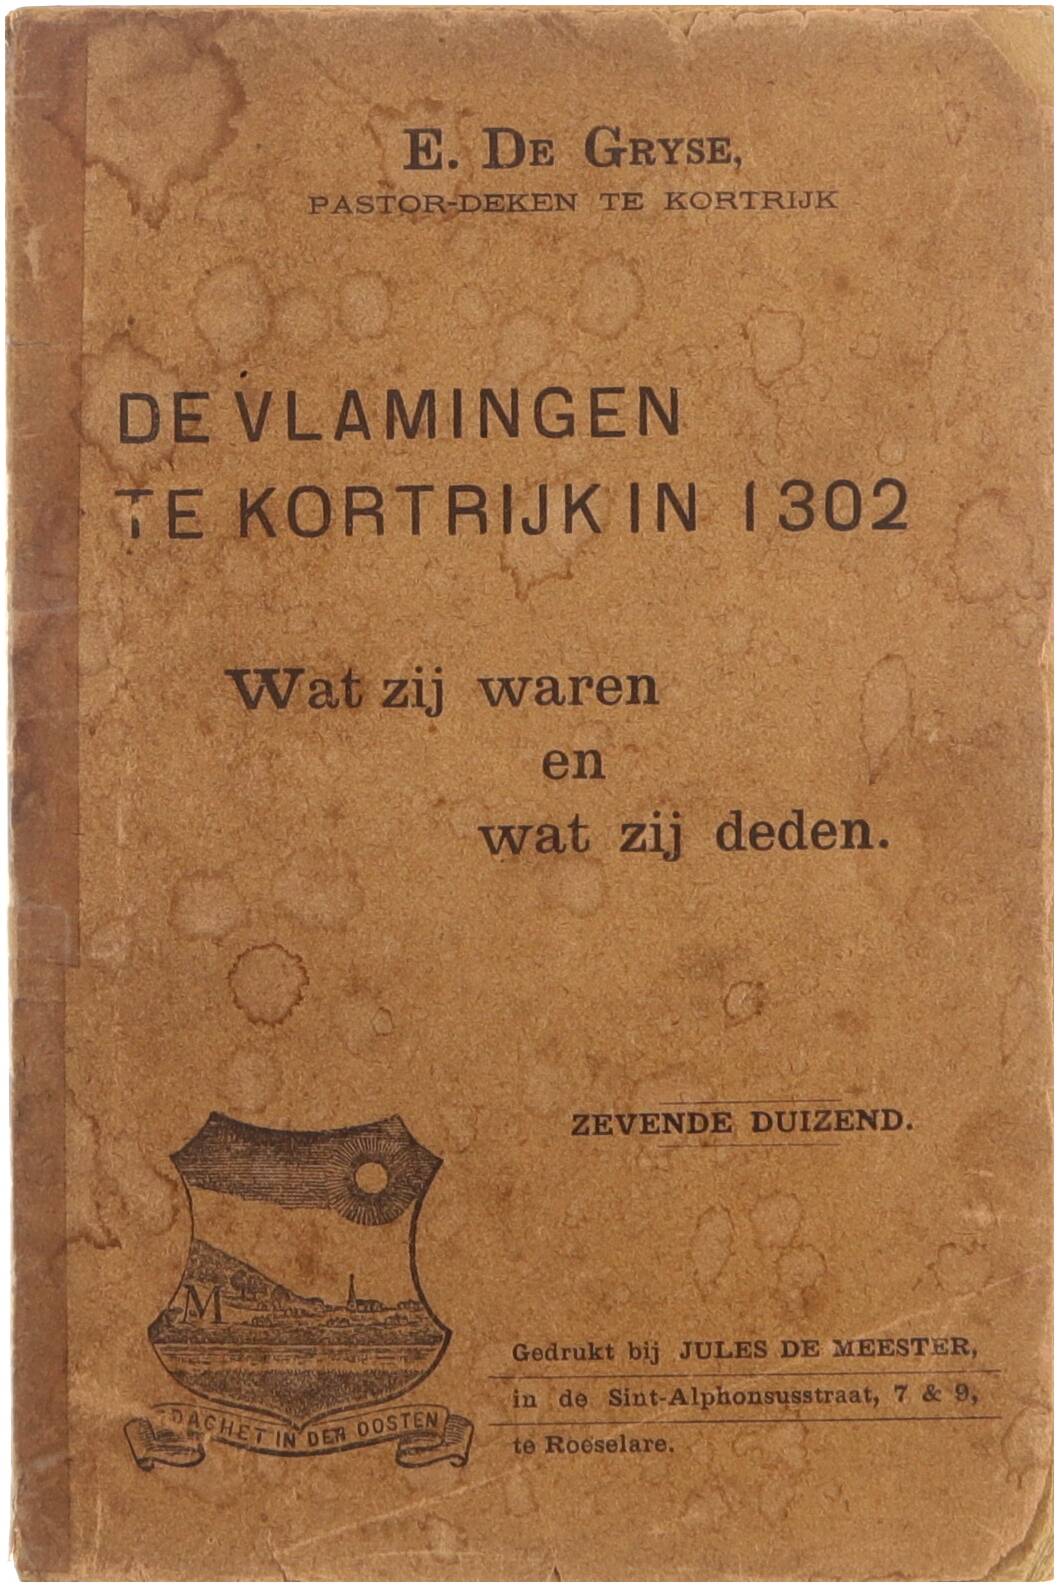 E. DE GRYSE,
PASTOR-DEKEN TE KORTRIJK
DE VLAMINGEN
TE KORTRIJK IN 1302
Wat zij waren
en
wat zij deden.
ZEVENDE DUIZEND.
M
DAGHET IN DEN OOSTEN
Gedrukt bij JULES DE MEESTER,
in de Sint-Alphonsusstraat, 7 & 9,
te Roeselare.